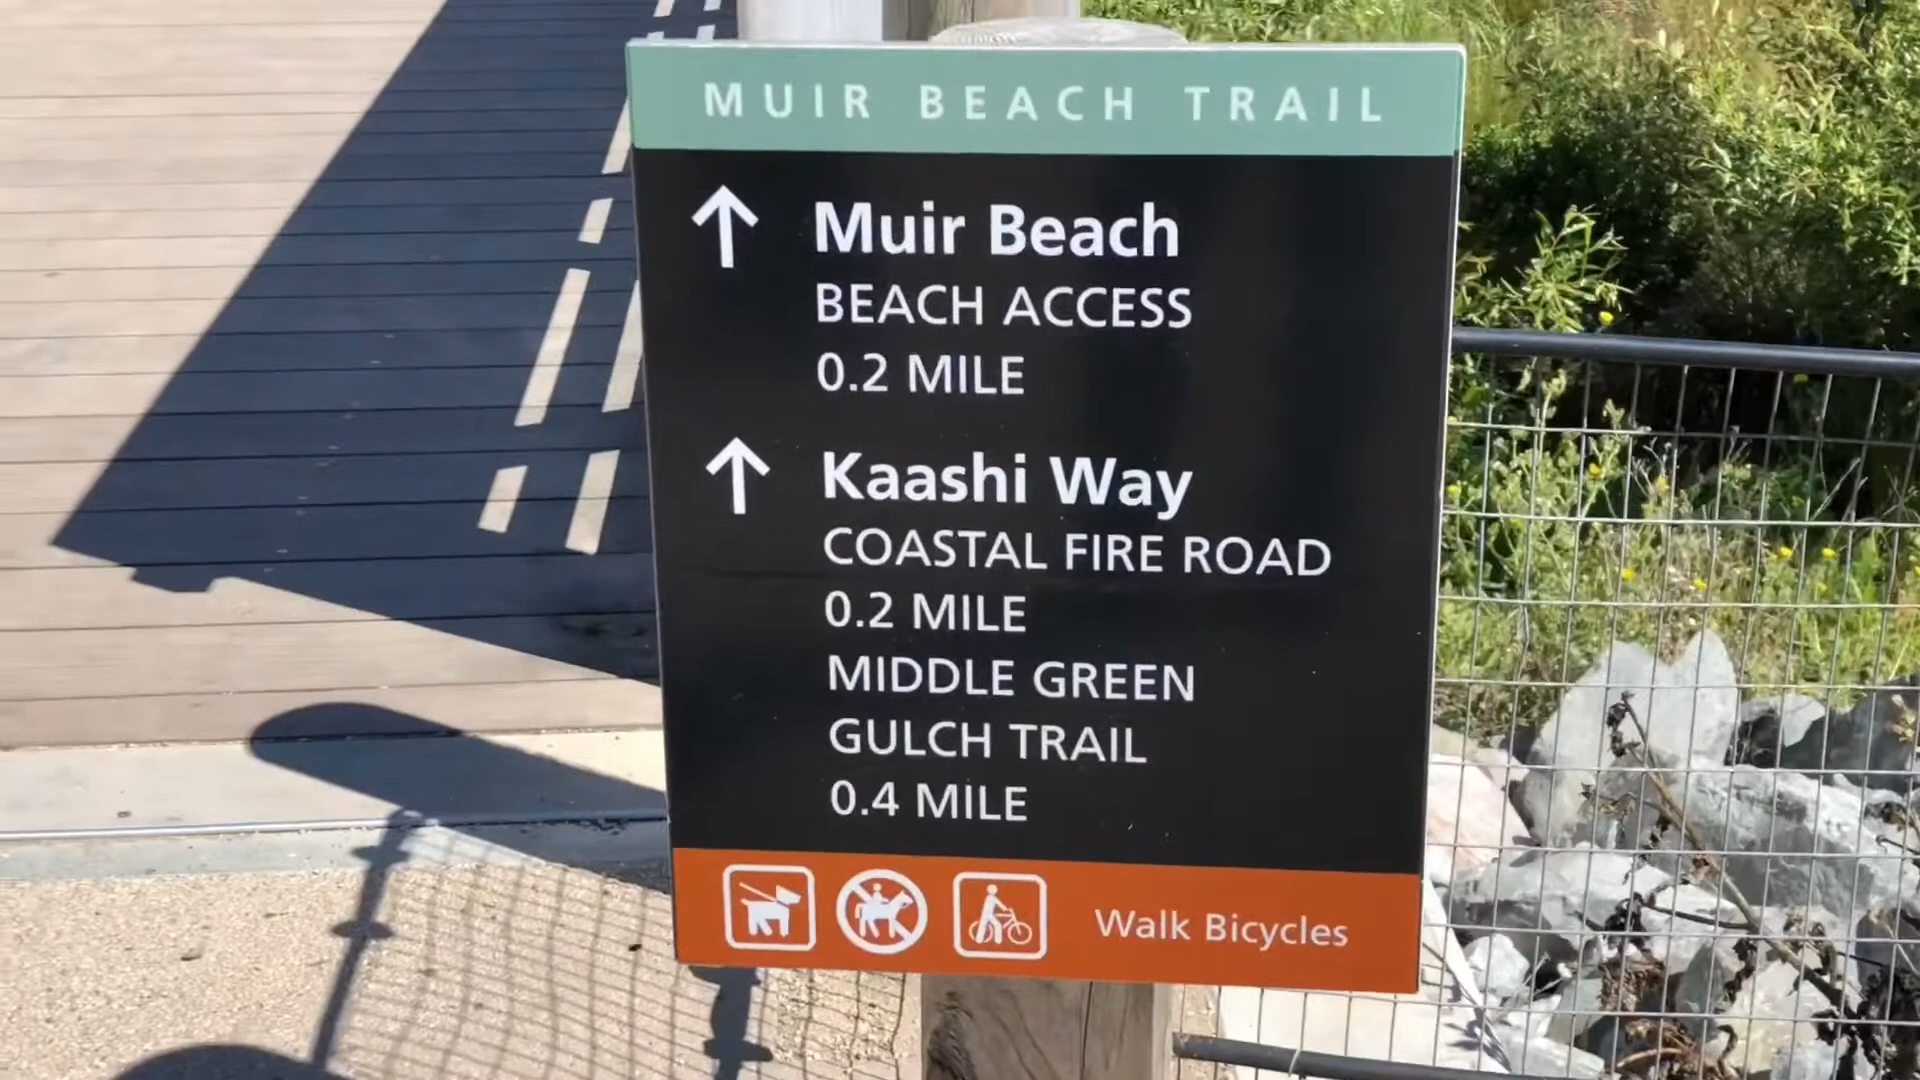 MUIR BEACH TRAIL
Muir Beach
BEACH ACCESS
0.2 MILE
Kaashi Way
COASTAL FIRE ROAD
0.2 MILE
MIDDLE GREEN
GULCH TRAIL
0.4 MILE
Walk Bicycles